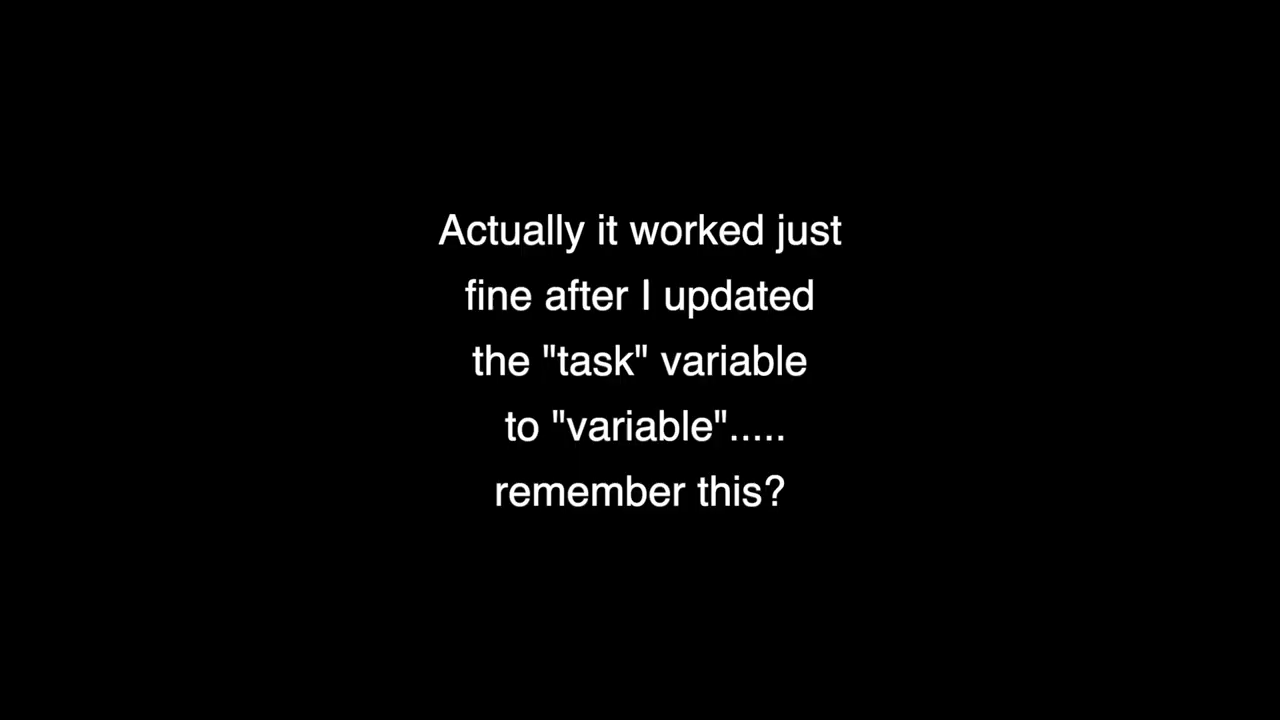 Actually it worked just
fine after I updated
the "task" variable
to "variable".....
remember this?